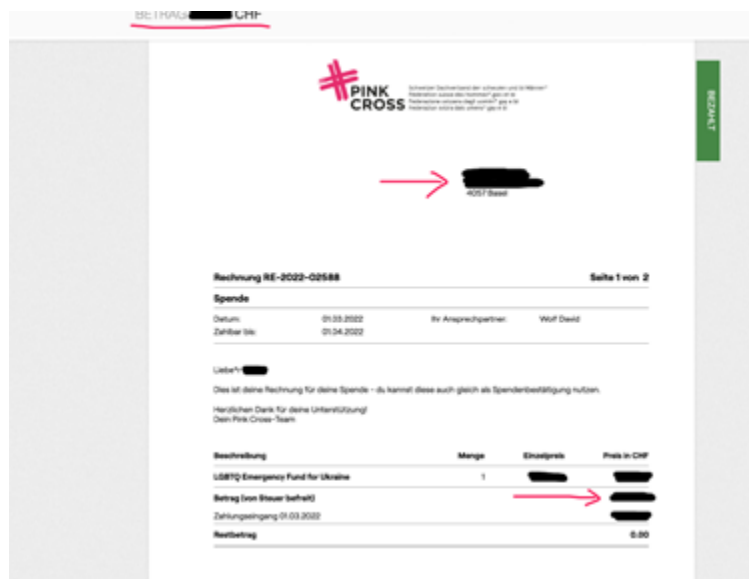 BETRAG CHF
BEZAHLT
PINK
CROSS
4057 Basel
Rechnung RE-2022-02588 Seite 1 von 2
Spende
Datum: 01.03.2022 Ihr Ansprechpartner: Wolf David
Zahlbar bis: 01.04.2022
Liebe*r
Dies ist deine Rechnung für deine Spende - du kannst diese auch gleich als Spendenbestätigung nutzen.
Herzlichen Dank für deine Unterstützung!
Dein Pink Cross-Team
Beschreibung Menge Einzelpreis Preis in CHF
LGBTQ Emergency Fund for Ukraine 1
Betrag (von Steuer befreit)
Zahlungseingang 01.03.2022
Restbetrag 0.00